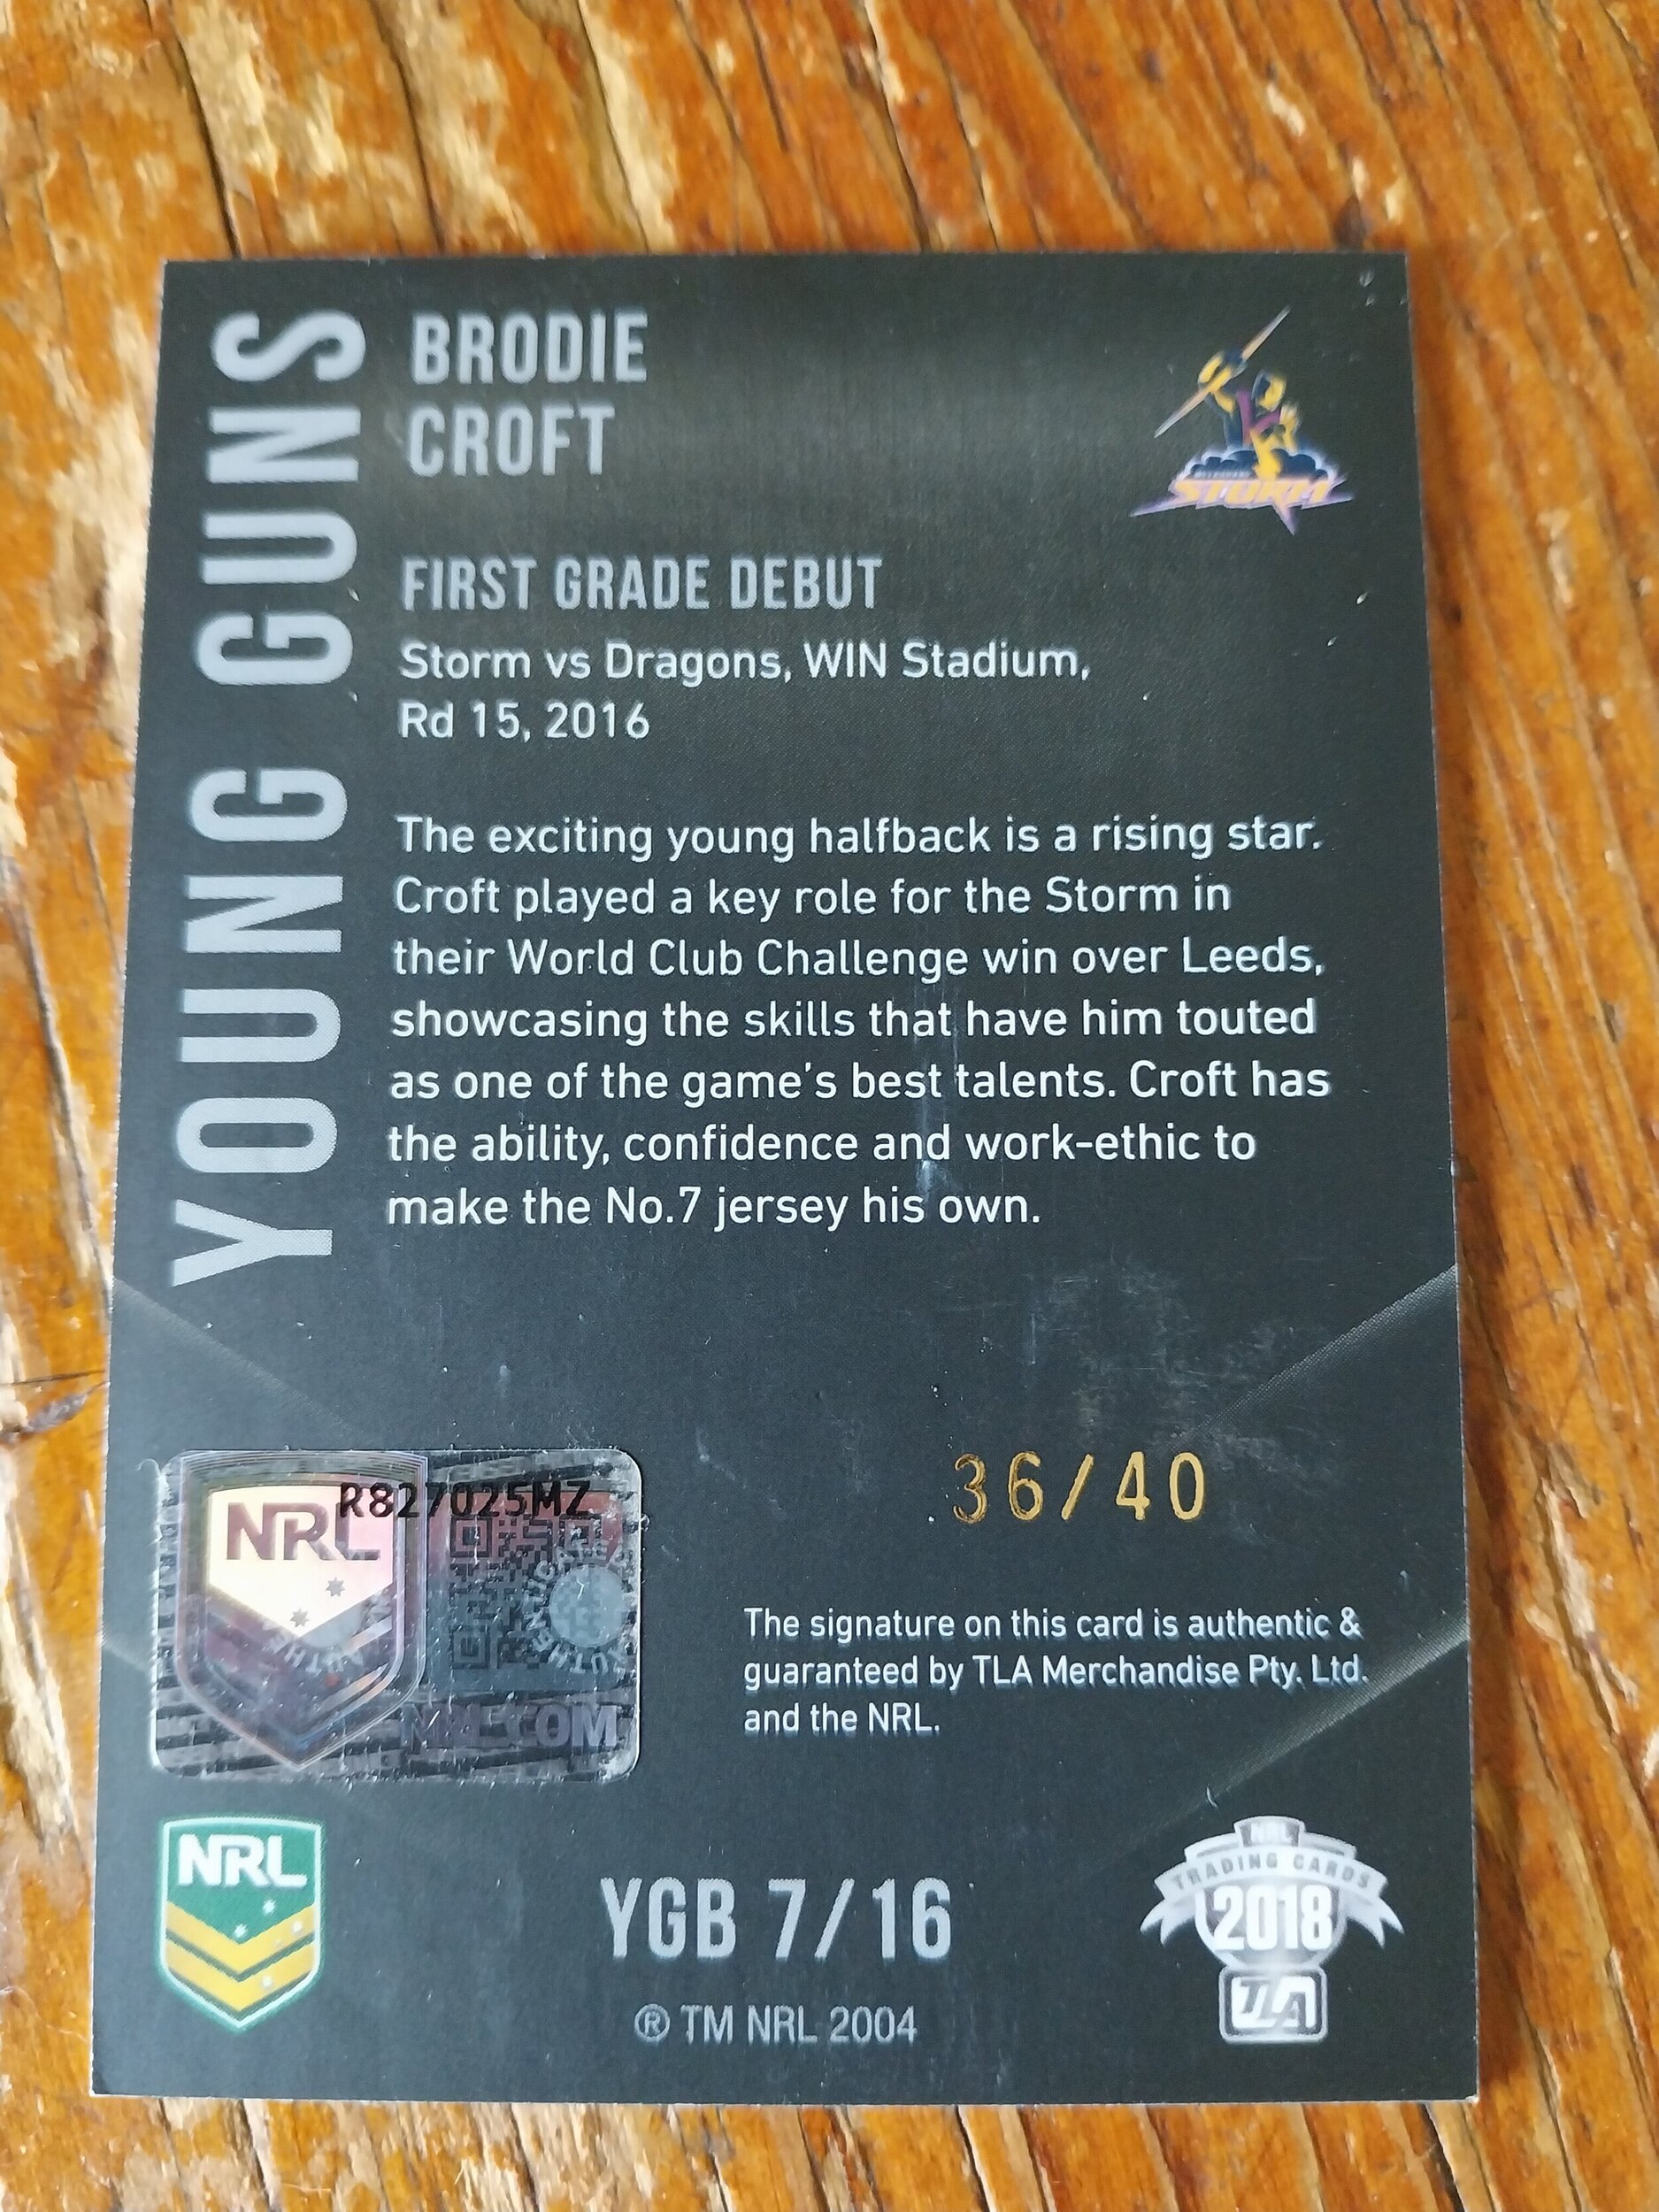 YOUNG GUNS
BRODIE
CROFT
STORM
FIRST GRADE DEBUT
Storm vs Dragons, WIN Stadium,
Rd 15, 2016
The exciting young halfback is a rising star.
Croft played a key role for the Storm in
their World Club Challenge win over Leeds,
showcasing the skills that have him touted
as one of the game's best talents. Croft has
the ability, confidence and work-ethic to
make the No.7 jersey his own.
36/40
R827025MZ
NRL
NRL.COM
The signature on this card is authentic &
guaranteed by TLA Merchandise Pty. Ltd.
and the NRL.
NRL
YGB 7/16
® TM NRL 2004
NRL
TRADING CARDS
2018
TLA